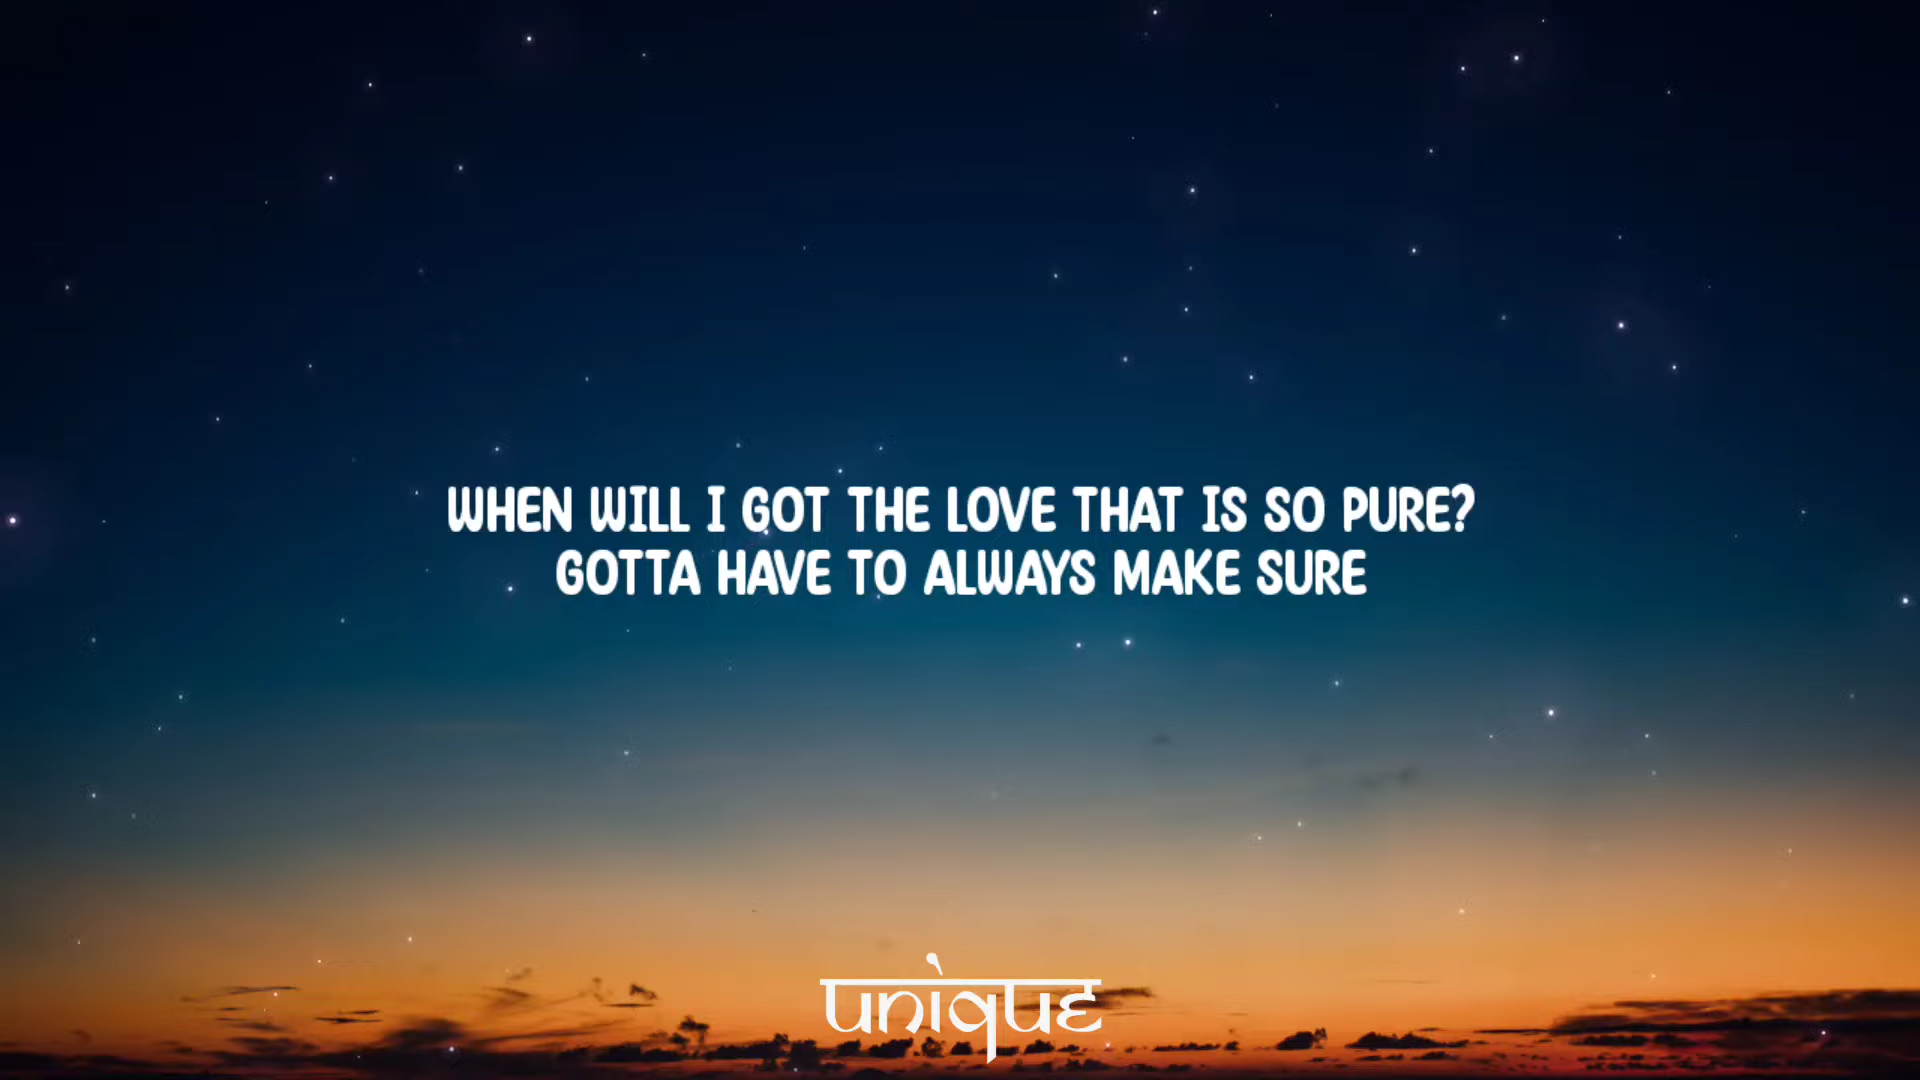 WHEN WILL I GOT THE LOVE THAT IS SO PURE?
GOTTA HAVE TO ALWAYS MAKE SURE
unique